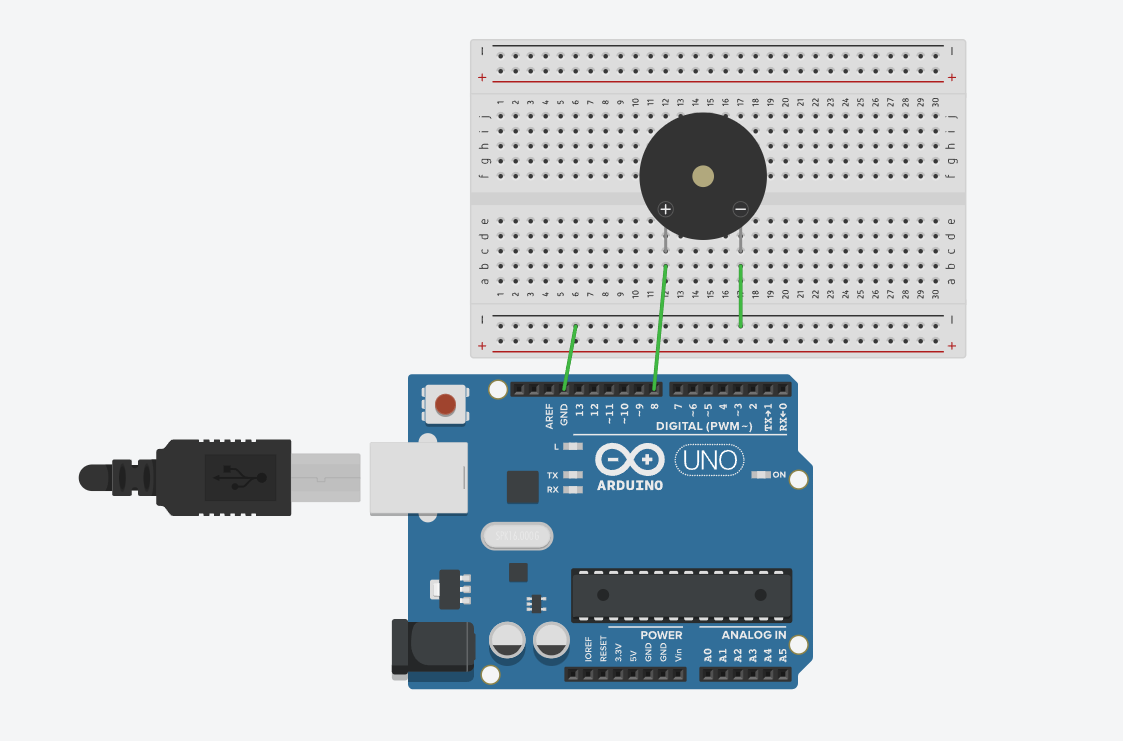 − −
+ +
1 2 3 4 5 6 7 8 9 10 11 12 13 14 15 16 17 18 19 20 21 22 23 24 25 26 27 28 29 30
j j
i i
h h
g g
f f
+ −
e e
d d
c c
b b
a a
1 2 3 4 5 6 7 8 9 10 11 12 13 14 15 16 17 18 19 20 21 22 23 24 25 26 27 28 29 30
− −
+ +
AREF GND 13 12 ~11 ~10 ~9 8 7 ~6 ~5 4 ~3 2 TX→1 RX←0
DIGITAL (PWM ~)
L
UNO
TX
RX
ON
ARDUINO
POWER ANALOG IN
IOREF RESET 3.3V 5V GND GND Vin A0 A1 A2 A3 A4 A5